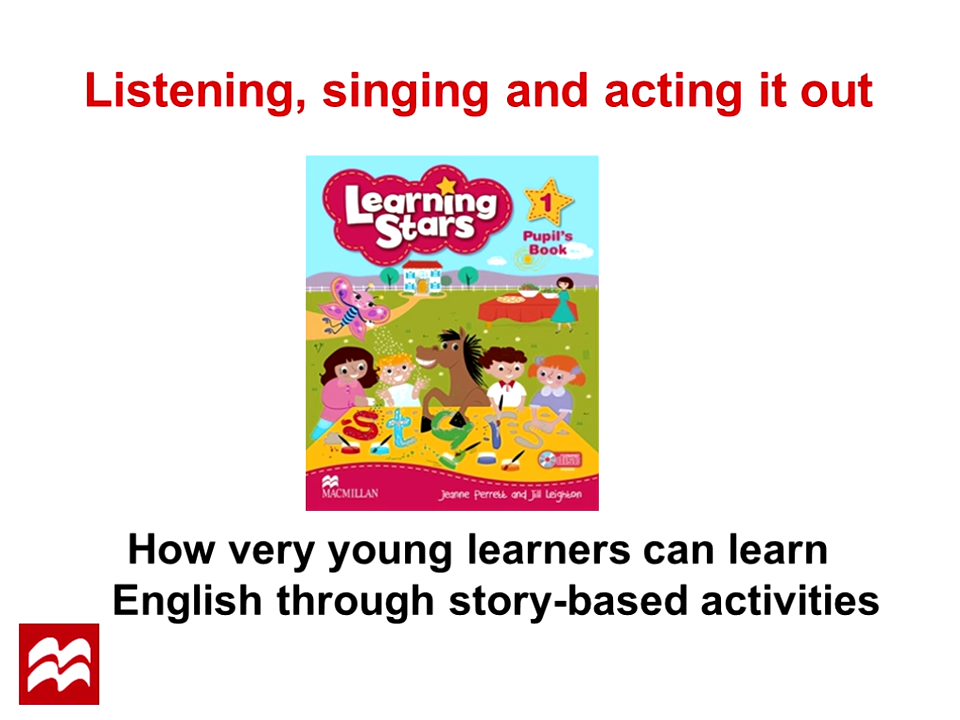 Listening, singing and acting it out
Learning
Stars
1
Pupil's
Book
star
MACMILLAN
Jeanne Perrett and Jill Leighton
How very young learners can learn
English through story-based activities